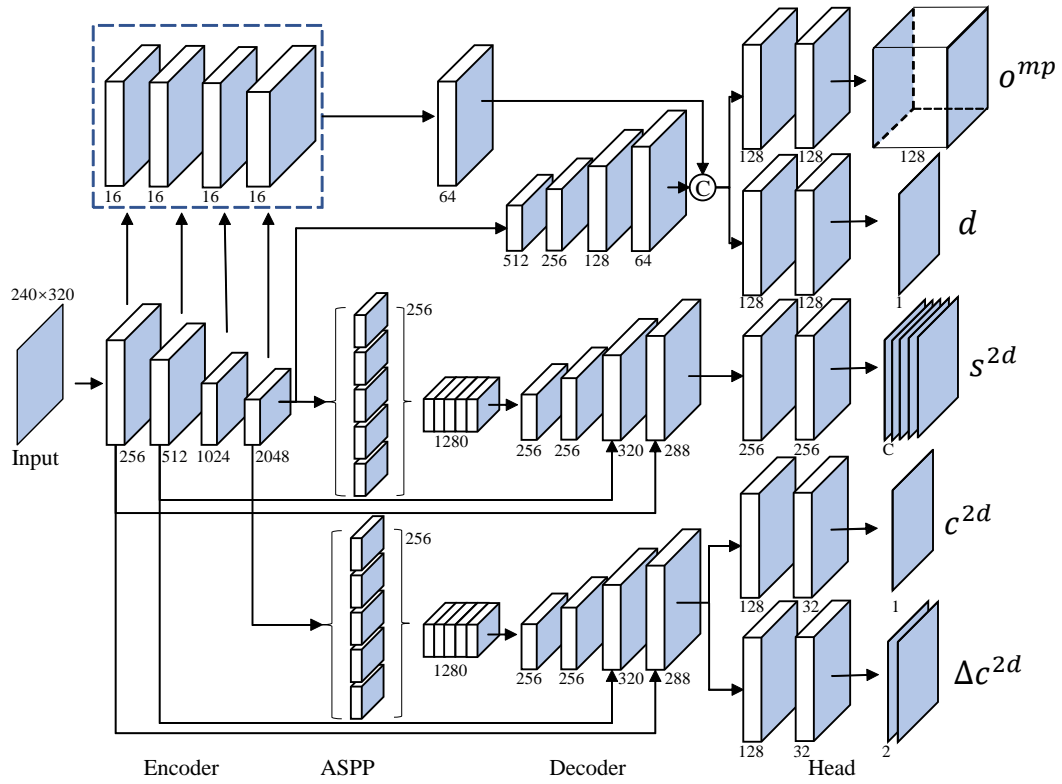 16 16 16 16
64
C
512 256 128 64
128 128 128
o^{mp}
128 128 1
d
240×320
Input
256 512 1024 2048
256
1280
256 256 320 288
256 256 C
s^{2d}
256
1280
256 256 320 288
128 32 1
c^{2d}
128 32 2
Δc^{2d}
Encoder ASPP Decoder Head